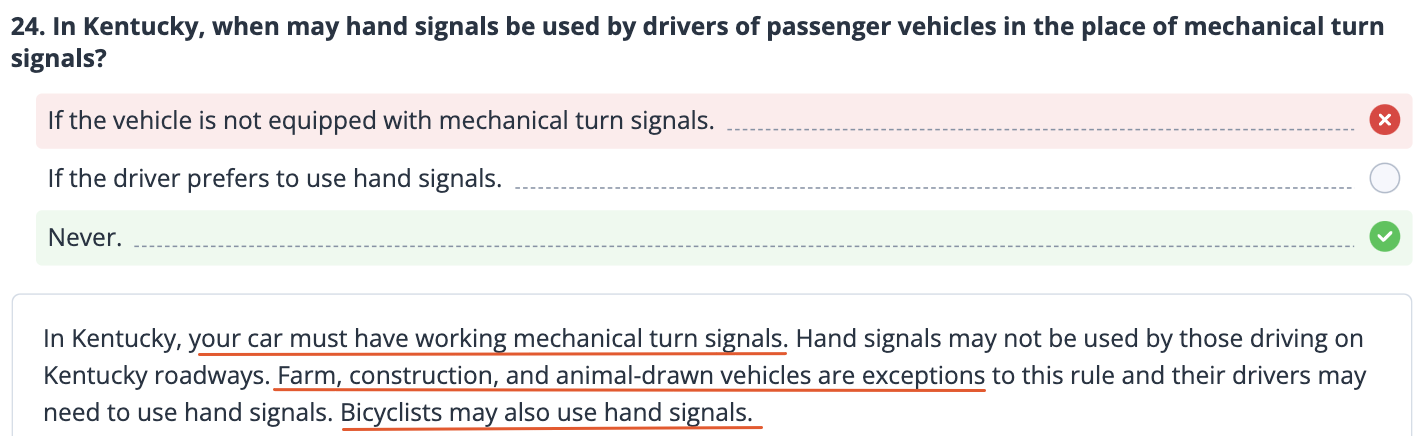 24. In Kentucky, when may hand signals be used by drivers of passenger vehicles in the place of mechanical turn
signals?
If the vehicle is not equipped with mechanical turn signals.
If the driver prefers to use hand signals.
Never.
In Kentucky, your car must have working mechanical turn signals. Hand signals may not be used by those driving on
Kentucky roadways. Farm, construction, and animal-drawn vehicles are exceptions to this rule and their drivers may
need to use hand signals. Bicyclists may also use hand signals.